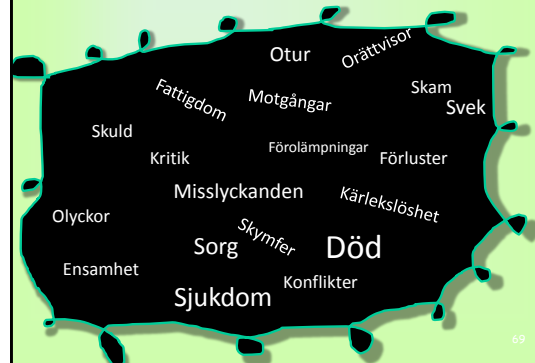 Otur
Orättvisor
Fattigdom
Motgångar
Skam
Svek
Skuld
Kritik
Förolämpningar
Förluster
Misslyckanden
Kärlekslöshet
Olyckor
Skymfer
Sorg
Död
Ensamhet
Konflikter
Sjukdom
69